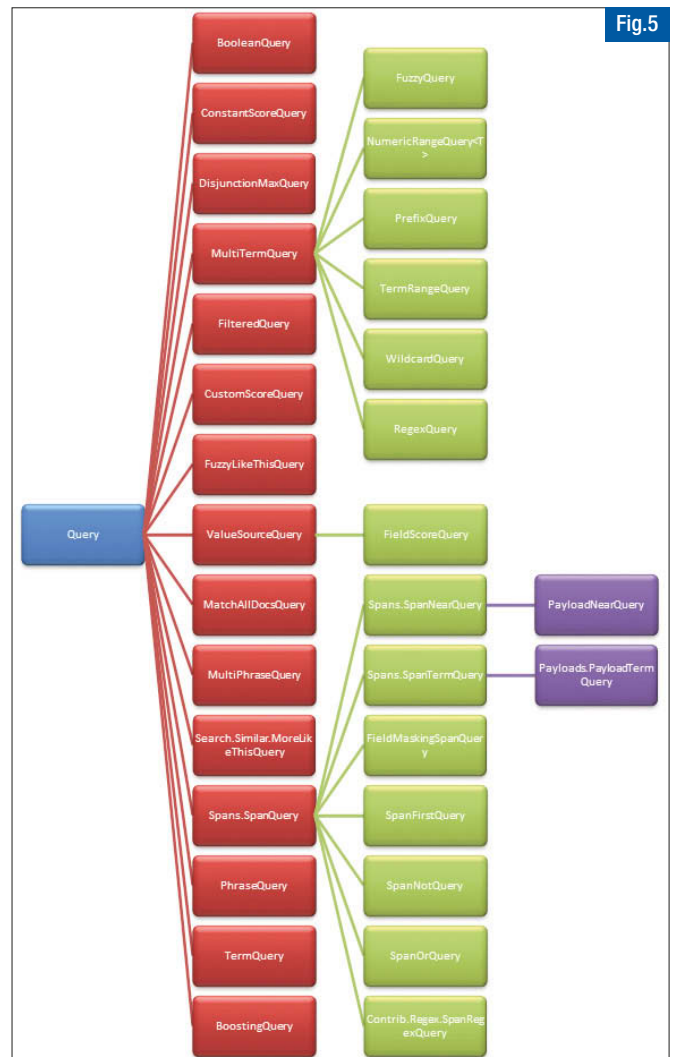 Fig.5
BooleanQuery
ConstantScoreQuery
DisjunctionMaxQuery
MultiTermQuery
FilteredQuery
CustomScoreQuery
FuzzyLikeThisQuery
Query
ValueSourceQuery
MatchAllDocsQuery
MultiPhraseQuery
Search.Similar.MoreLik
eThisQuery
Spans.SpanQuery
PhraseQuery
TermQuery
BoostingQuery
FuzzyQuery
NumericRangeQuery<T
>
PrefixQuery
TermRangeQuery
WildcardQuery
RegexQuery
FieldScoreQuery
Spans.SpanNearQuery
Spans.SpanTermQuery
FieldMaskingSpanQuer
y
SpanFirstQuery
SpanNotQuery
SpanOrQuery
Contrib.Regex.SpanReg
exQuery
PayloadNearQuery
Payloads.PayloadTerm
Query